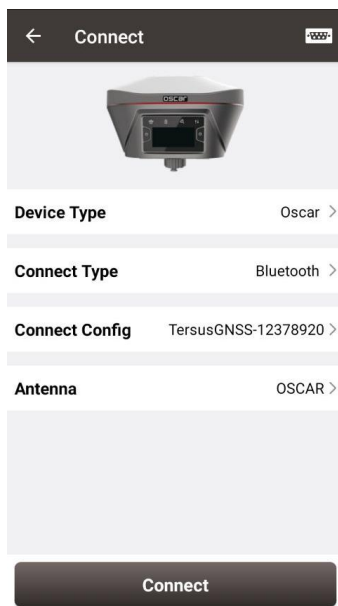 Connect
OSCAR
Device Type Oscar
Connect Type Bluetooth
Connect Config TersusGNSS-12378920
Antenna OSCAR
Connect